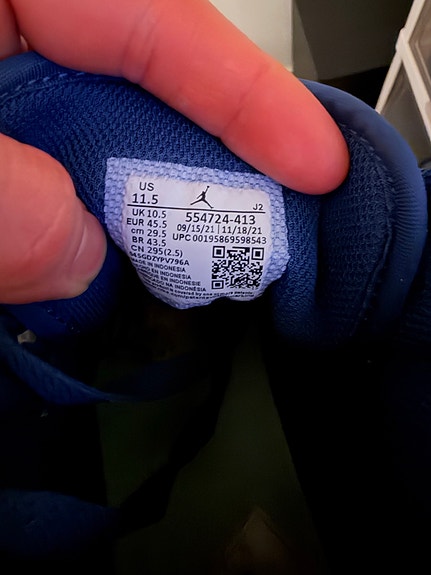 US
11.5
J2
UK 10.5
EUR 45.5
cm 29.5
BR 43.5
CN 295(2.5)
554724-413
09/15/21 | 11/18/21
UPC 00195869598543
MADE IN INDONESIA